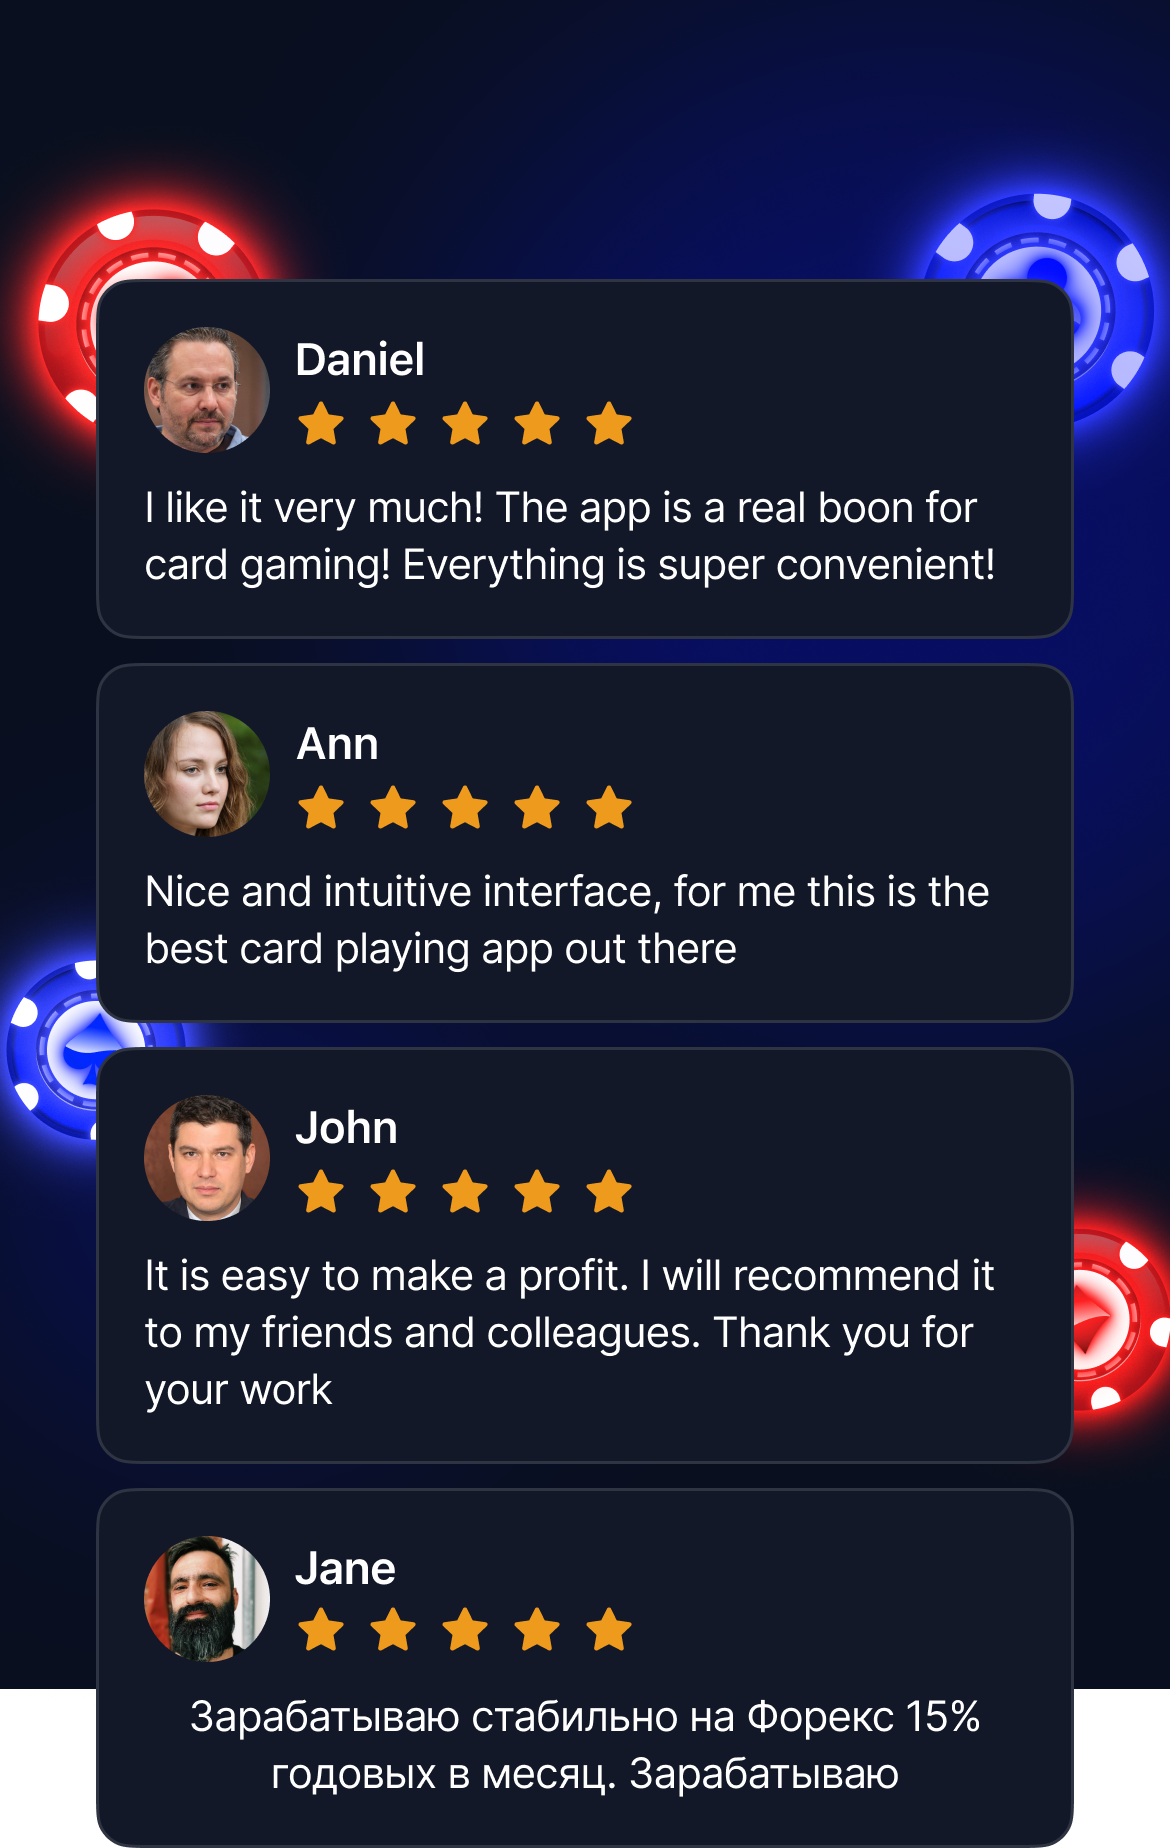 Daniel
I like it very much! The app is a real boon for
card gaming! Everything is super convenient!
Ann
Nice and intuitive interface, for me this is the
best card playing app out there
John
It is easy to make a profit. I will recommend it
to my friends and colleagues. Thank you for
your work
Jane
Зарабатываю стабильно на Форекс 15%
годовых в месяц. Зарабатываю